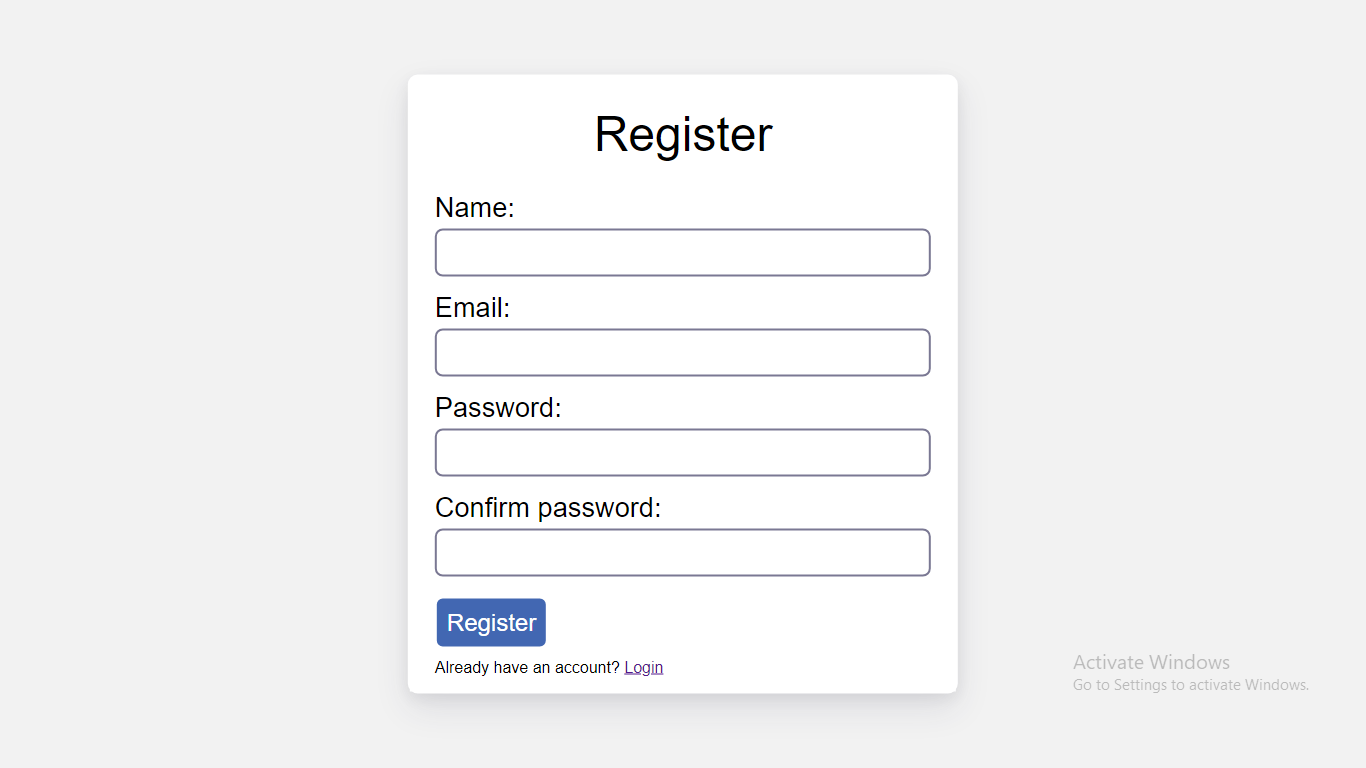 Register
Name:
Email:
Password:
Confirm password:
Register
Already have an account? Login
Activate Windows
Go to Settings to activate Windows.